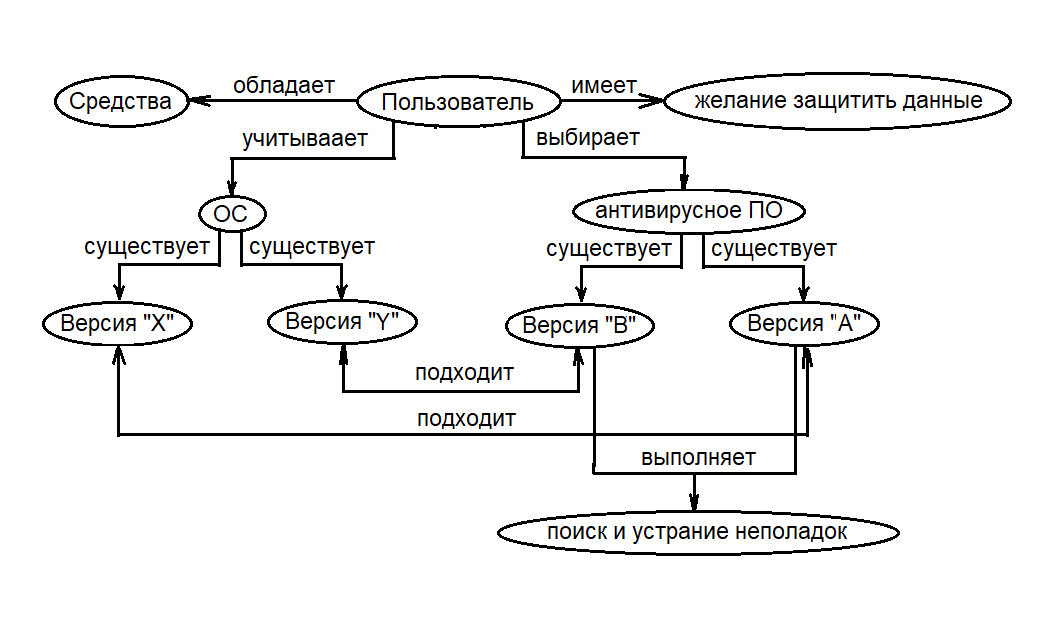 обладает
имеет
Средства
Пользователь
желание защитить данные
учитываает
выбирает
ОС
антивирусное ПО
существует
существует
существует
существует
Версия "X"
Версия "Y"
Версия "B"
Версия "A"
подходит
подходит
выполняет
поиск и устрание неполадок